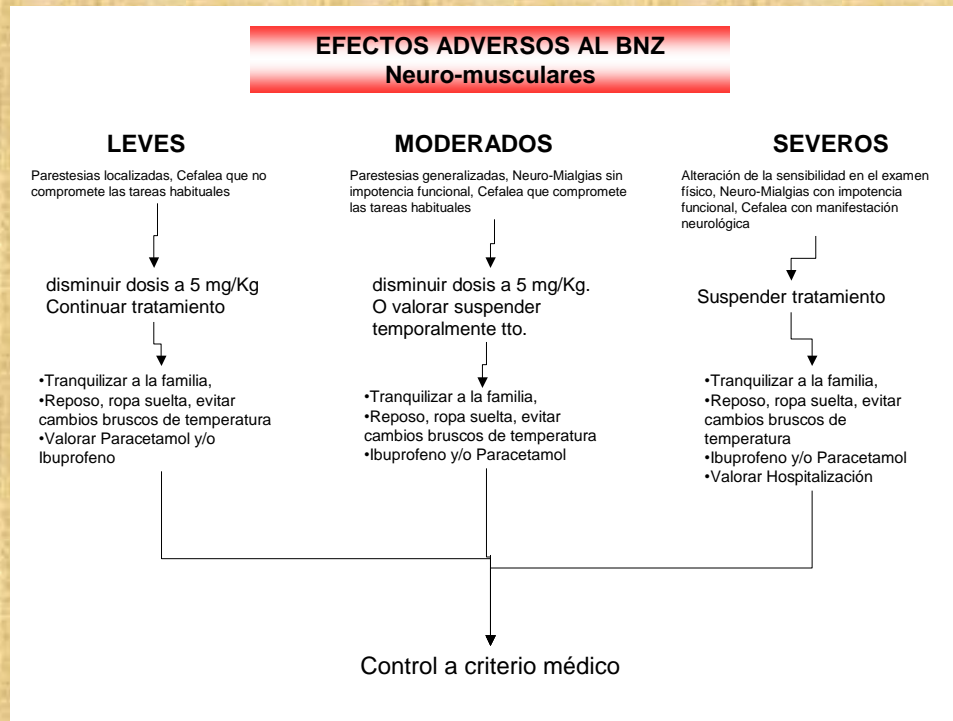 EFECTOS ADVERSOS AL BNZ
Neuro-musculares
LEVES
Parestesias localizadas, Cefalea que no
compromete las tareas habituales
disminuir dosis a 5 mg/Kg
Continuar tratamiento
•Tranquilizar a la familia,
•Reposo, ropa suelta, evitar
cambios bruscos de temperatura
•Valorar Paracetamol y/o
Ibuprofeno
MODERADOS
Parestesias generalizadas, Neuro-Mialgias sin
impotencia funcional, Cefalea que compromete
las tareas habituales
disminuir dosis a 5 mg/Kg.
O valorar suspender
temporalmente tto.
•Tranquilizar a la familia,
•Reposo, ropa suelta, evitar
cambios bruscos de temperatura
•Ibuprofeno y/o Paracetamol
SEVEROS
Alteración de la sensibilidad en el examen
físico, Neuro-Mialgias con impotencia
funcional, Cefalea con manifestación
neurológica
Suspender tratamiento
•Tranquilizar a la familia,
•Reposo, ropa suelta, evitar
cambios bruscos de
temperatura
•Ibuprofeno y/o Paracetamol
•Valorar Hospitalización
Control a criterio médico